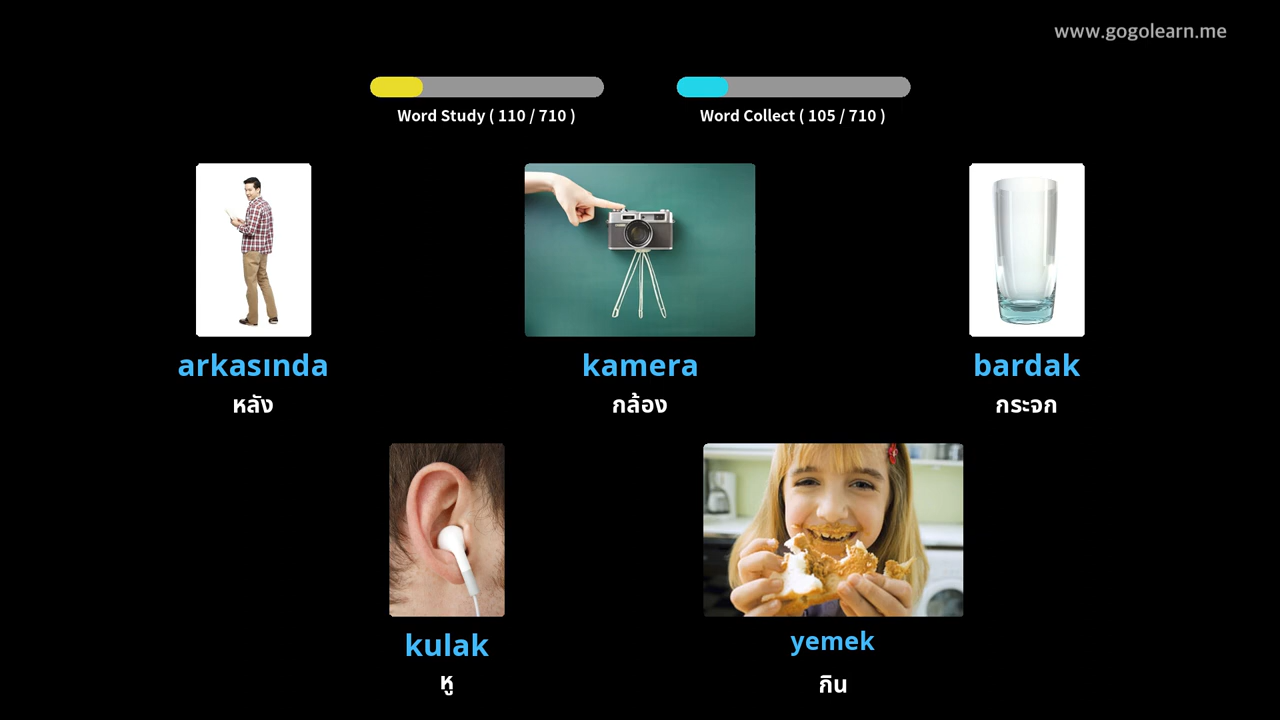 www.gogolearn.me
Word Study ( 110 / 710 )
Word Collect ( 105 / 710 )
arkasında
หลัง
kamera
กล้อง
bardak
กระจก
kulak
หู
yemek
กิน